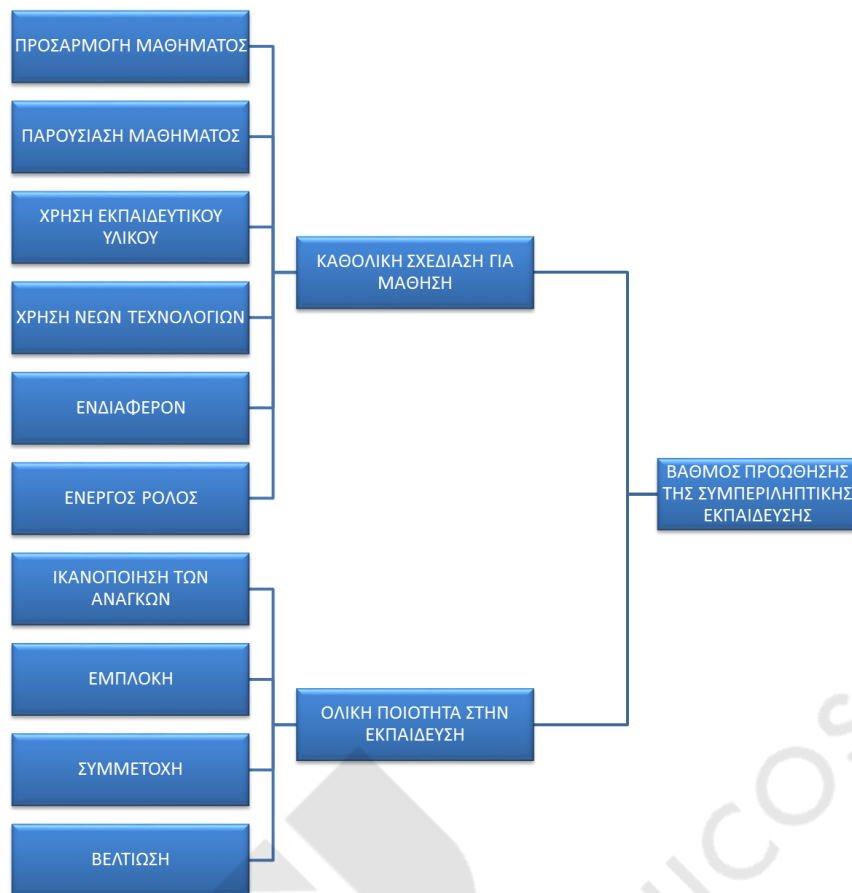 ΠΡΟΣΑΡΜΟΓΗ ΜΑΘΗΜΑΤΟΣ
ΠΑΡΟΥΣΙΑΣΗ ΜΑΘΗΜΑΤΟΣ
ΧΡΗΣΗ ΕΚΠΑΙΔΕΥΤΙΚΟΥ
ΥΛΙΚΟΥ
ΧΡΗΣΗ ΝΕΩΝ ΤΕΧΝΟΛΟΓΙΩΝ
ΕΝΔΙΑΦΕΡΟΝ
ΕΝΕΡΓΟΣ ΡΟΛΟΣ
ΙΚΑΝΟΠΟΙΗΣΗ ΤΩΝ
ΑΝΑΓΚΩΝ
ΕΜΠΛΟΚΗ
ΣΥΜΜΕΤΟΧΗ
ΒΕΛΤΙΩΣΗ
ΚΑΘΟΛΙΚΗ ΣΧΕΔΙΑΣΗ ΓΙΑ
ΜΑΘΗΣΗ
ΟΛΙΚΗ ΠΟΙΟΤΗΤΑ ΣΤΗΝ
ΕΚΠΑΙΔΕΥΣΗ
ΒΑΘΜΟΣ ΠΡΟΩΘΗΣΗΣ
ΤΗΣ ΣΥΜΠΕΡΙΛΗΠΤΙΚΗΣ
ΕΚΠΑΙΔΕΥΣΗΣ